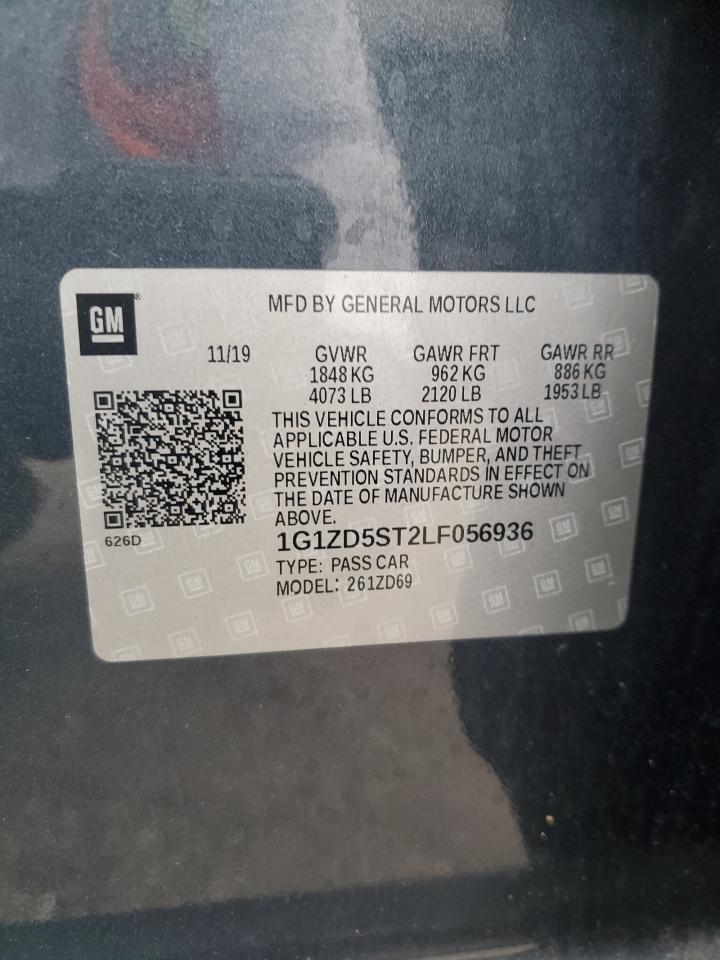 GM
MFD BY GENERAL MOTORS LLC
11/19 GVWR GAWR FRT GAWR RR
1848 KG 962 KG 886 KG
4073 LB 2120 LB 1953 LB
THIS VEHICLE CONFORMS TO ALL
APPLICABLE U.S. FEDERAL MOTOR
VEHICLE SAFETY, BUMPER, AND THEFT
PREVENTION STANDARDS IN EFFECT ON
THE DATE OF MANUFACTURE SHOWN
ABOVE.
626D
1G1ZD5ST2LF056936
TYPE: PASS CAR
MODEL: 261ZD69